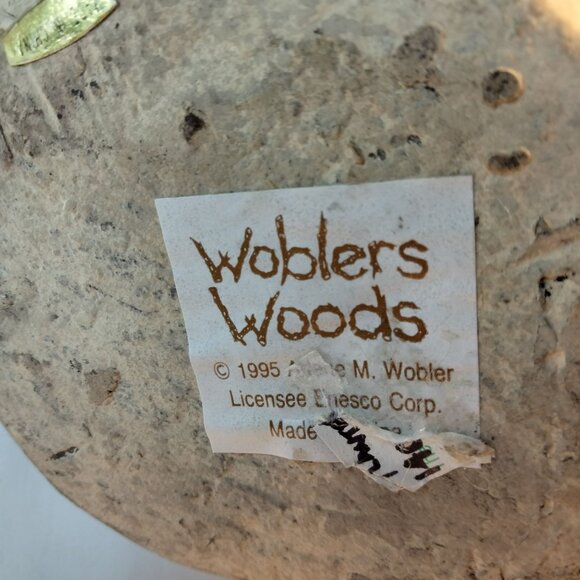 Woblers
Woods
© 1995 M. Wobler
Licensee Enesco Corp.
Made